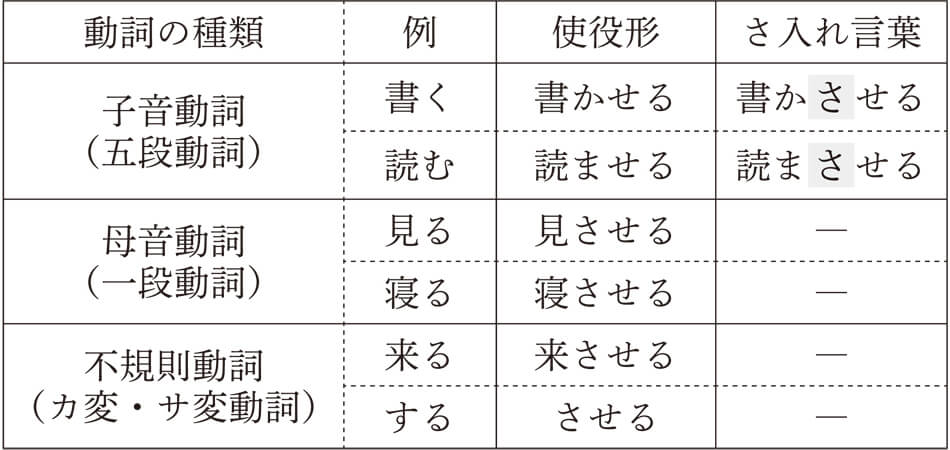 動詞の種類 例 使役形 さ入れ言葉
子音動詞
（五段動詞）
書く 書かせる 書かさせる
読む 読ませる 読まさせる
母音動詞
（一段動詞）
見る 見させる ―
寝る 寝させる ―
不規則動詞
（カ変・サ変動詞）
来る 来させる ―
する させる ―